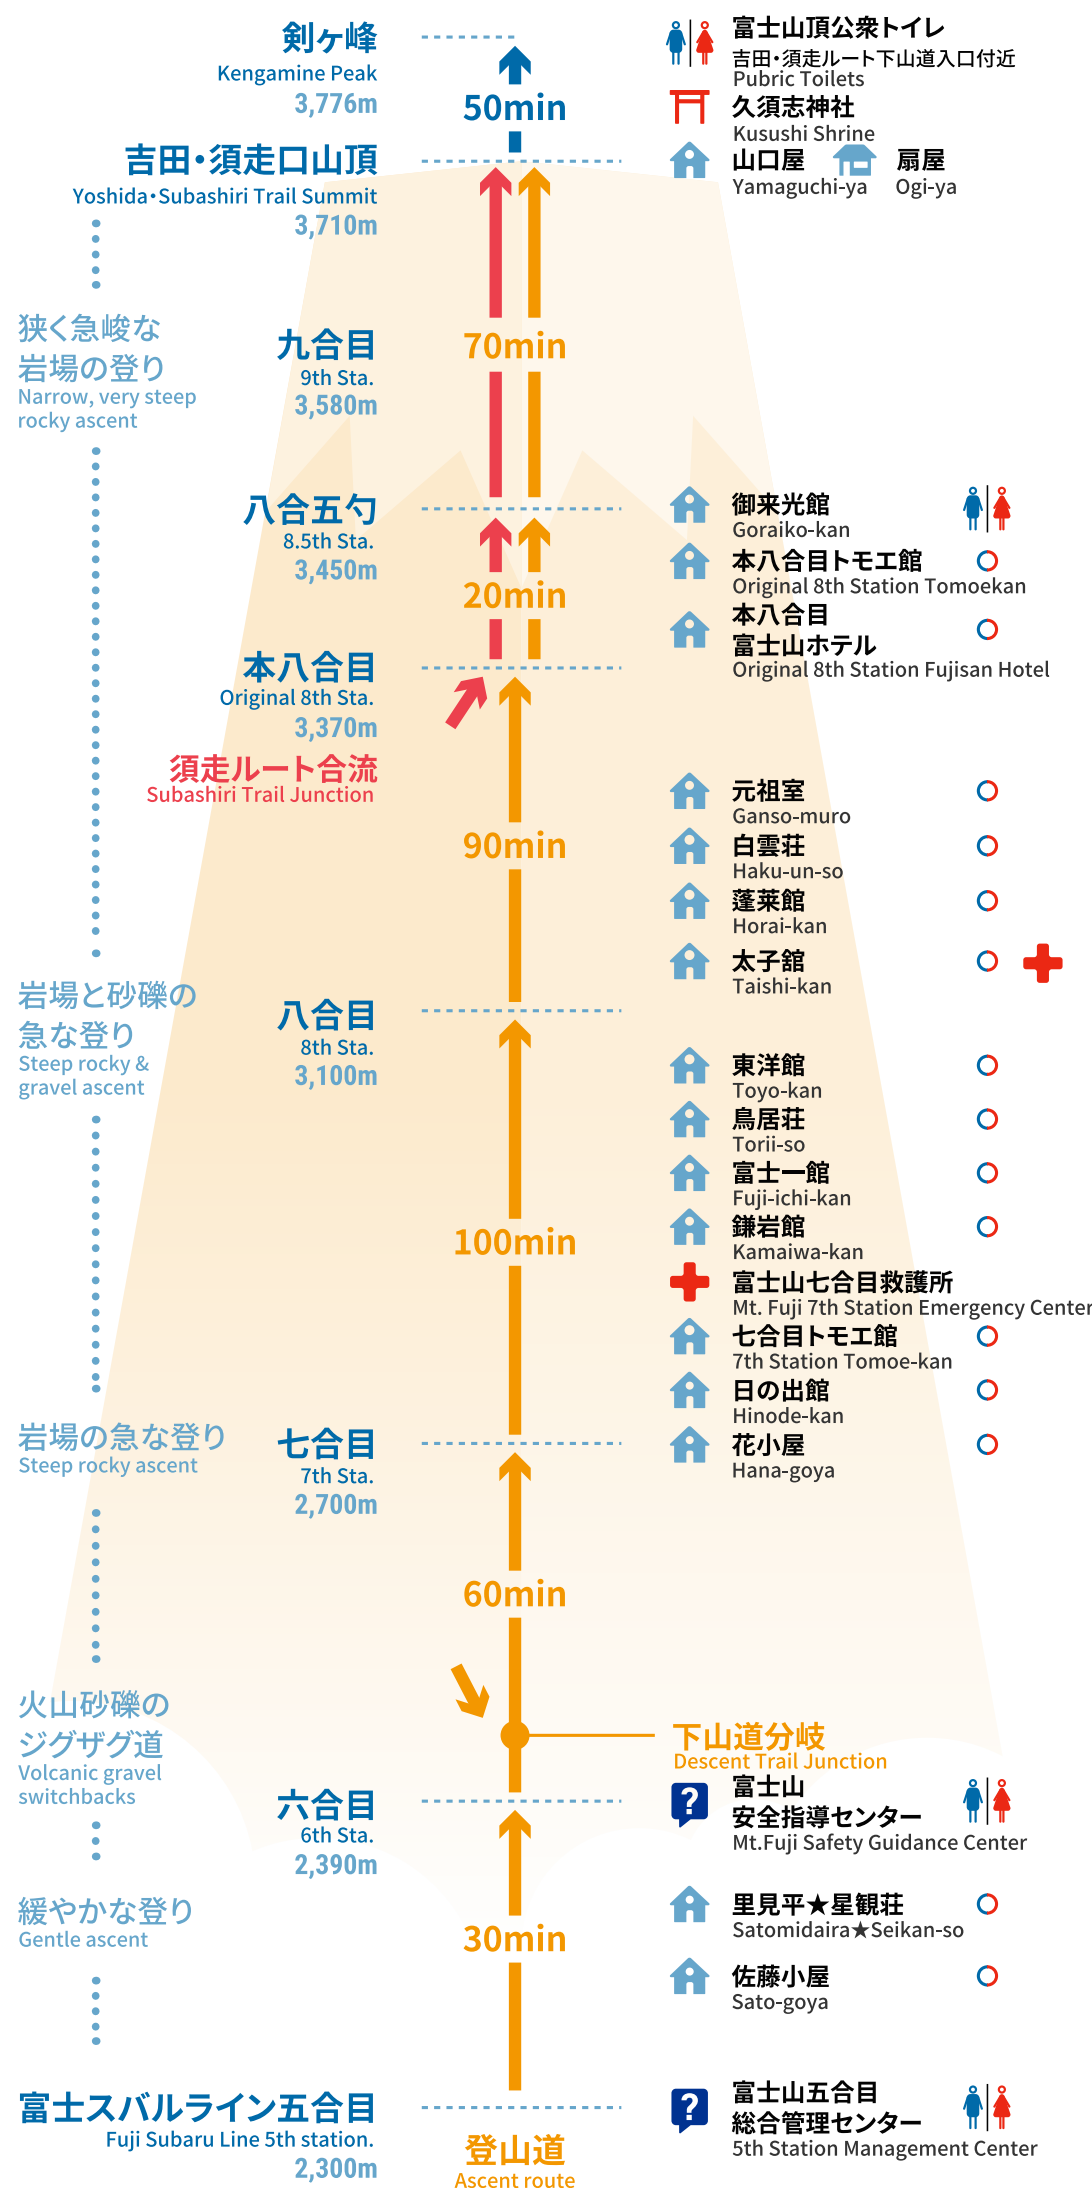 剣ヶ峰
Kengamine Peak
3,776m
50min
富士山頂公衆トイレ
吉田・須走ルート下山道入口付近
Pubric Toilets
久須志神社
Kusushi Shrine
山口屋
Yamaguchi-ya
扇屋
Ogi-ya
吉田・須走口山頂
Yoshida・Subashiri Trail Summit
3,710m
狭く急峻な
岩場の登り
Narrow, very steep
rocky ascent
九合目
9th Sta.
3,580m
70min
八合五勺
8.5th Sta.
3,450m
20min
御来光館
Goraiko-kan
本八合目トモエ館
Original 8th Station Tomoekan
本八合目
富士山ホテル
Original 8th Station Fujisan Hotel
本八合目
Original 8th Sta.
3,370m
須走ルート合流
Subashiri Trail Junction
90min
元祖室
Ganso-muro
白雲荘
Haku-un-so
蓬莱館
Horai-kan
太子舘
Taishi-kan
岩場と砂礫の
急な登り
Steep rocky &
gravel ascent
八合目
8th Sta.
3,100m
100min
東洋館
Toyo-kan
鳥居荘
Torii-so
富士一館
Fuji-ichi-kan
鎌岩館
Kamaiwa-kan
富士山七合目救護所
Mt. Fuji 7th Station Emergency Center
七合目トモエ館
7th Station Tomoe-kan
日の出館
Hinode-kan
花小屋
Hana-goya
岩場の急な登り
Steep rocky ascent
七合目
7th Sta.
2,700m
60min
火山砂礫の
ジグザグ道
Volcanic gravel
switchbacks
下山道分岐
Descent Trail Junction
六合目
6th Sta.
2,390m
富士山
安全指導センター
Mt.Fuji Safety Guidance Center
緩やかな登り
Gentle ascent
30min
里見平★星観荘
Satomidaira★Seikan-so
佐藤小屋
Sato-goya
富士スバルライン五合目
Fuji Subaru Line 5th station.
2,300m
登山道
Ascent route
富士山五合目
総合管理センター
5th Station Management Center